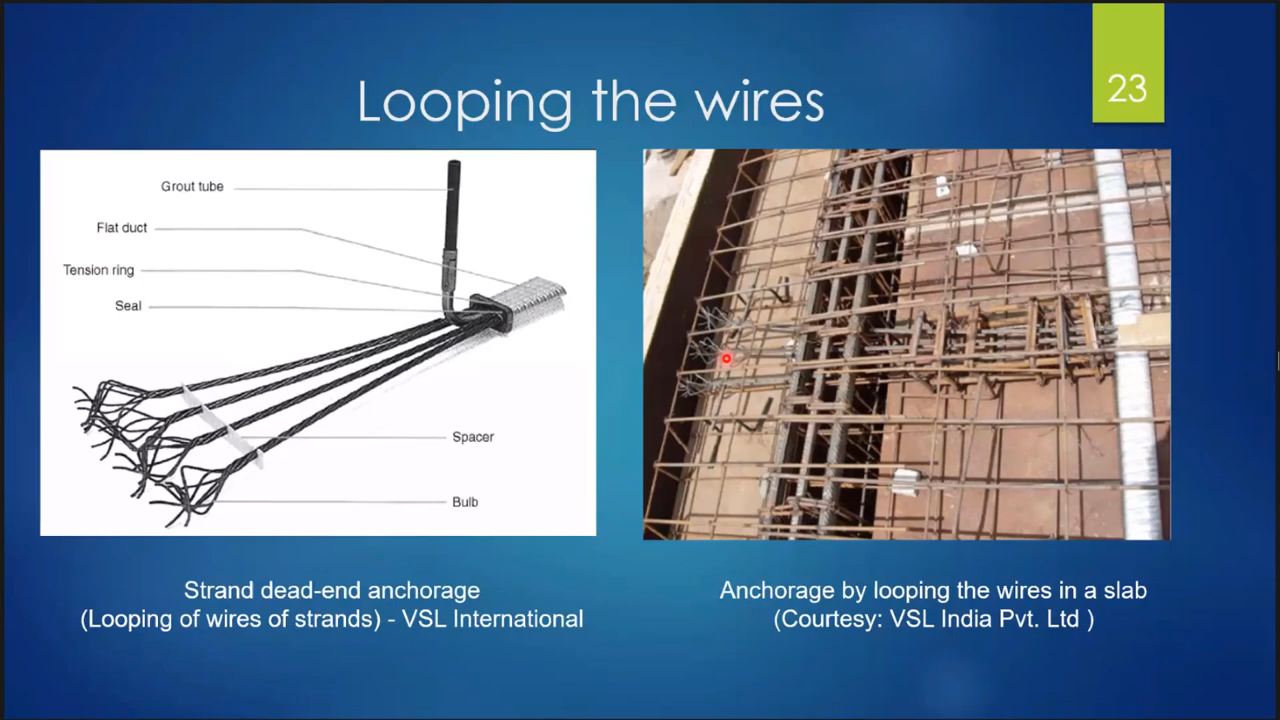 Looping the wires
23
Grout tube
Flat duct
Tension ring
Seal
Spacer
Bulb
Strand dead-end anchorage
(Looping of wires of strands) - VSL International
Anchorage by looping the wires in a slab
(Courtesy: VSL India Pvt. Ltd )